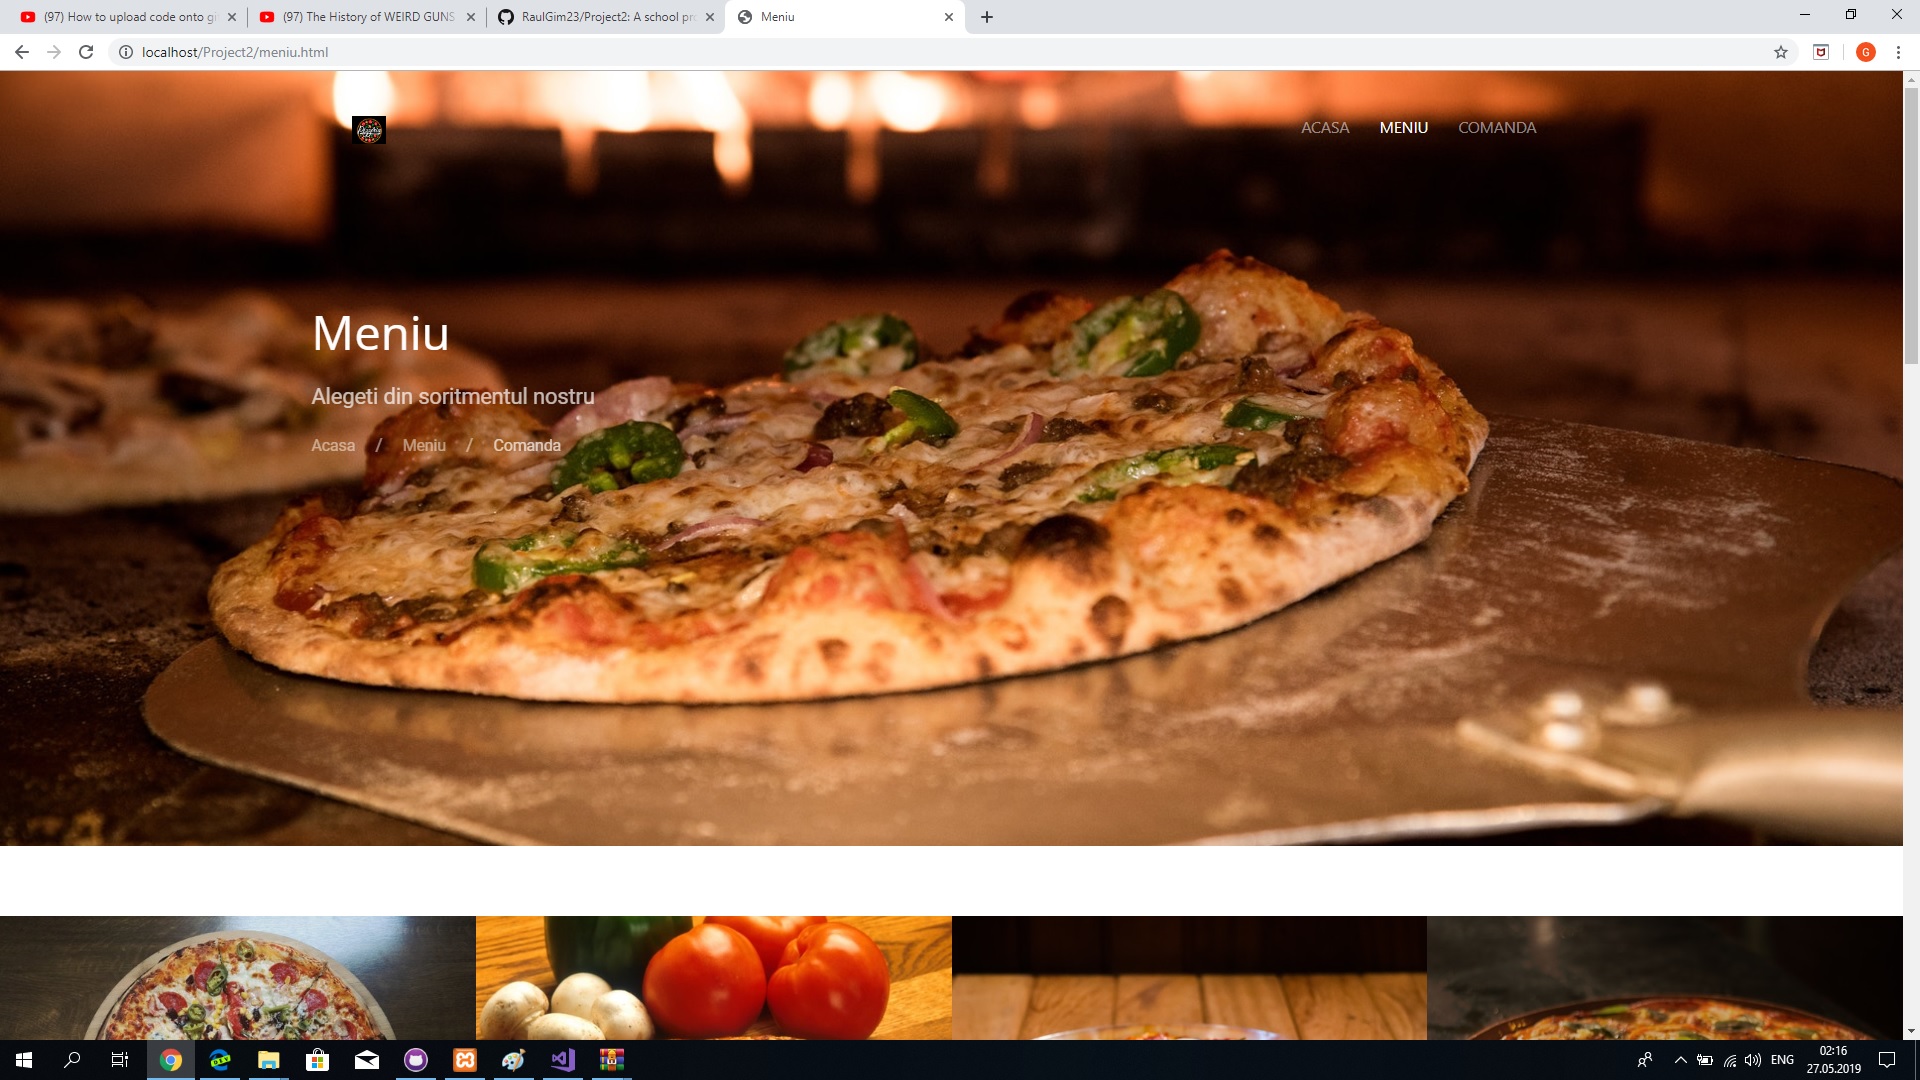 (97) How to upload code onto gi
(97) The History of WEIRD GUNS
RaulGim23/Project2: A school pro
Meniu
localhost/Project2/meniu.html
G
ACASA MENIU COMANDA
Meniu
Alegeti din soritmentul nostru
Acasa / Meniu / Comanda
ENG
02:16
27.05.2019